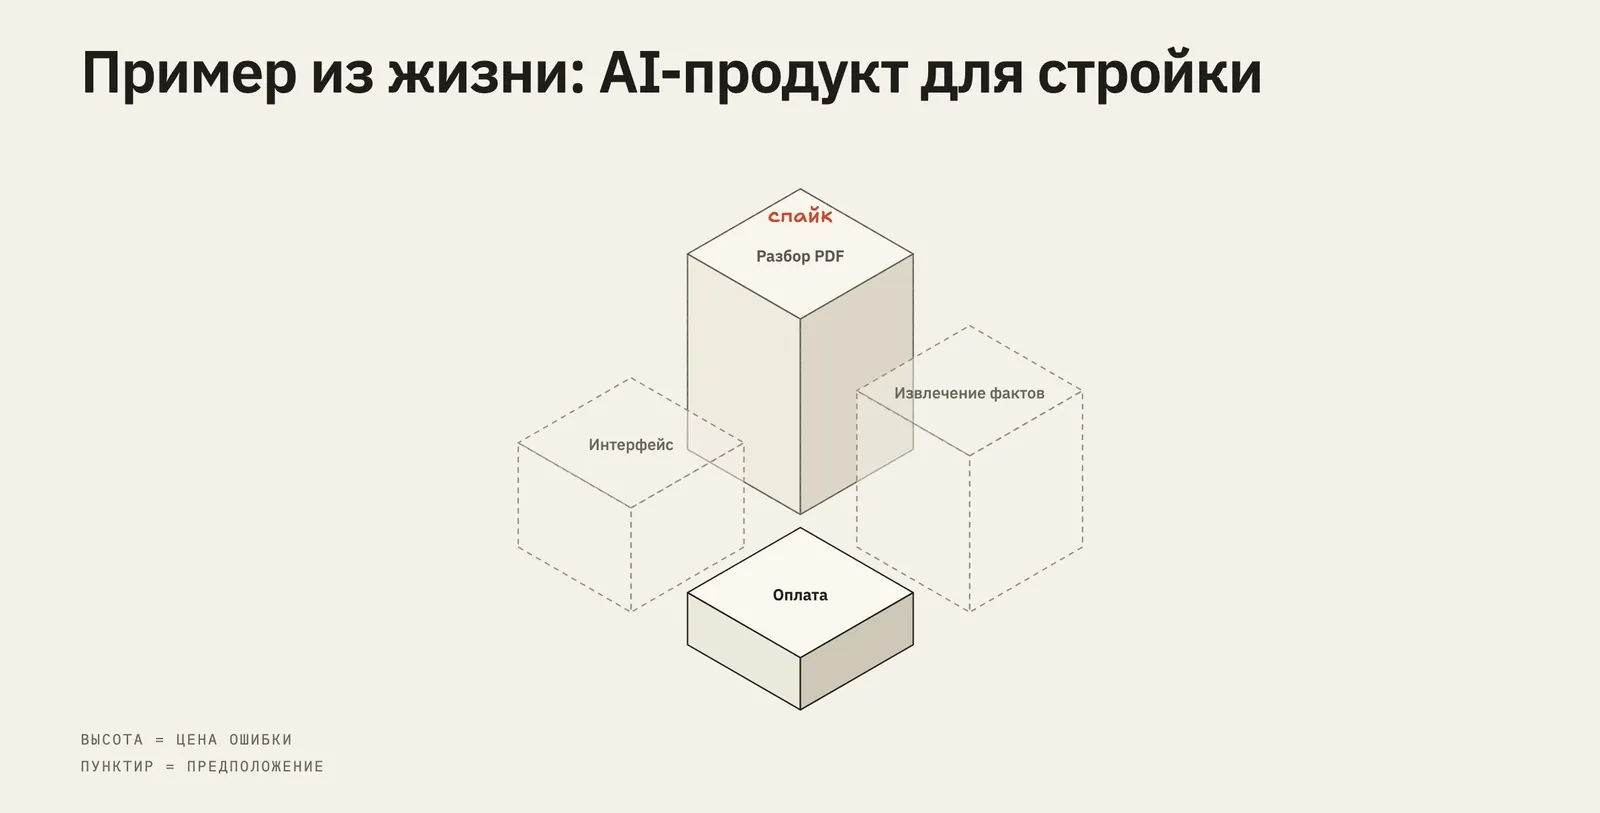 Пример из жизни: AI-продукт для стройки
спайк
Разбор PDF
Извлечение фактов
Интерфейс
Оплата
ВЫСОТА = ЦЕНА ОШИБКИ
ПУНКТИР = ПРЕДПОЛОЖЕНИЕ